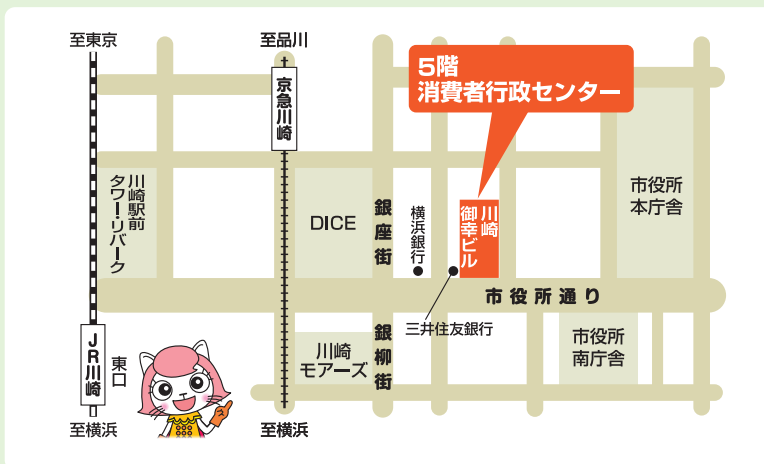 至東京
至品川
5階
消費者行政センター
京急川崎
川崎駅前
タワー・リバーク
DICE
銀座街
横浜銀行
川崎
御幸ビル
市役所
本庁舎
市役所通り
三井住友銀行
JR川崎
東口
川崎
モアーズ
銀柳街
市役所
南庁舎
至横浜
至横浜